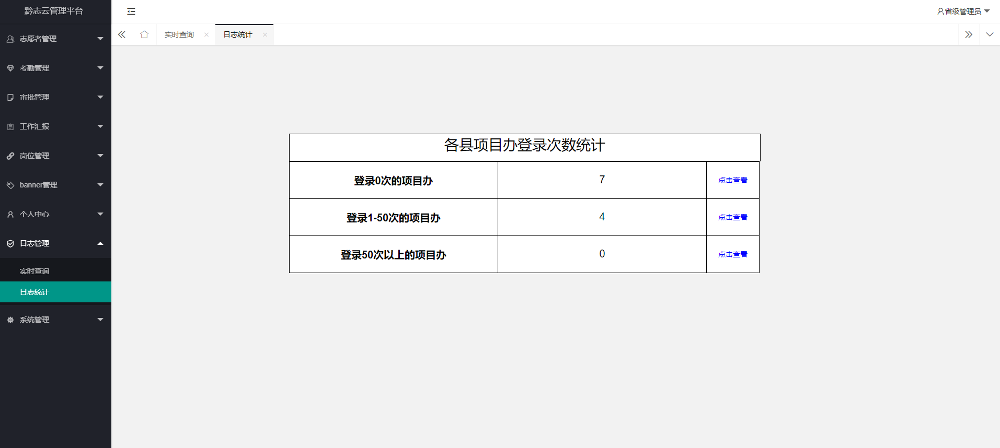 黔志云管理平台
省级管理员
实时查询
日志统计
志愿者管理
考勤管理
审批管理
工作汇报
岗位管理
banner管理
个人中心
日志管理
实时查询
日志统计
系统管理
各县项目办登录次数统计
登录0次的项目办 7 点击查看
登录1-50次的项目办 4 点击查看
登录50次以上的项目办 0 点击查看